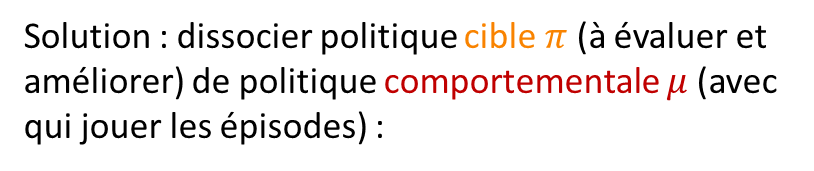 Solution : dissocier politique cible π (à évaluer et
améliorer) de politique comportementale μ (avec
qui jouer les épisodes) :